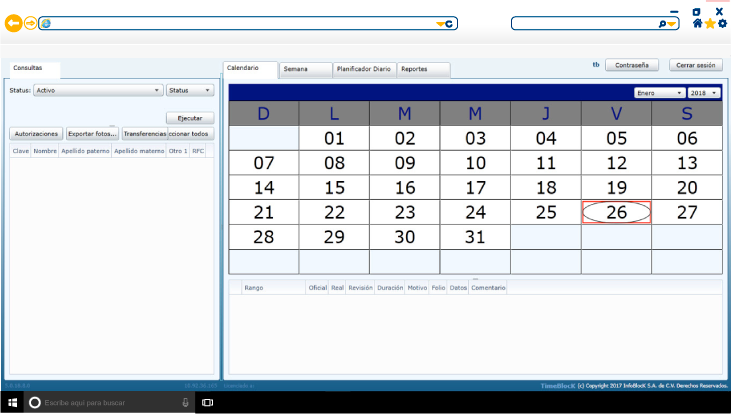 Consultas
Status: Activo Status
Ejecutar
Autorizaciones Exportar fotos... Transferencias ccionar todos
Clave Nombre Apellido paterno Apellido materno Otro 1 RFC
Calendario Semana Planificador Diario Reportes
tb Contraseña Cerrar sesión
Enero 2018
D L M M J V S
01 02 03 04 05 06
07 08 09 10 11 12 13
14 15 16 17 18 19 20
21 22 23 24 25 26 27
28 29 30 31
Rango Oficial Real Revisión Duración Motivo Folio Datos Comentario
TimeBlocK (c) Copyright 2017 InfoBlocK S.A. de C.V. Derechos Reservados.
Escribe aquí para buscar